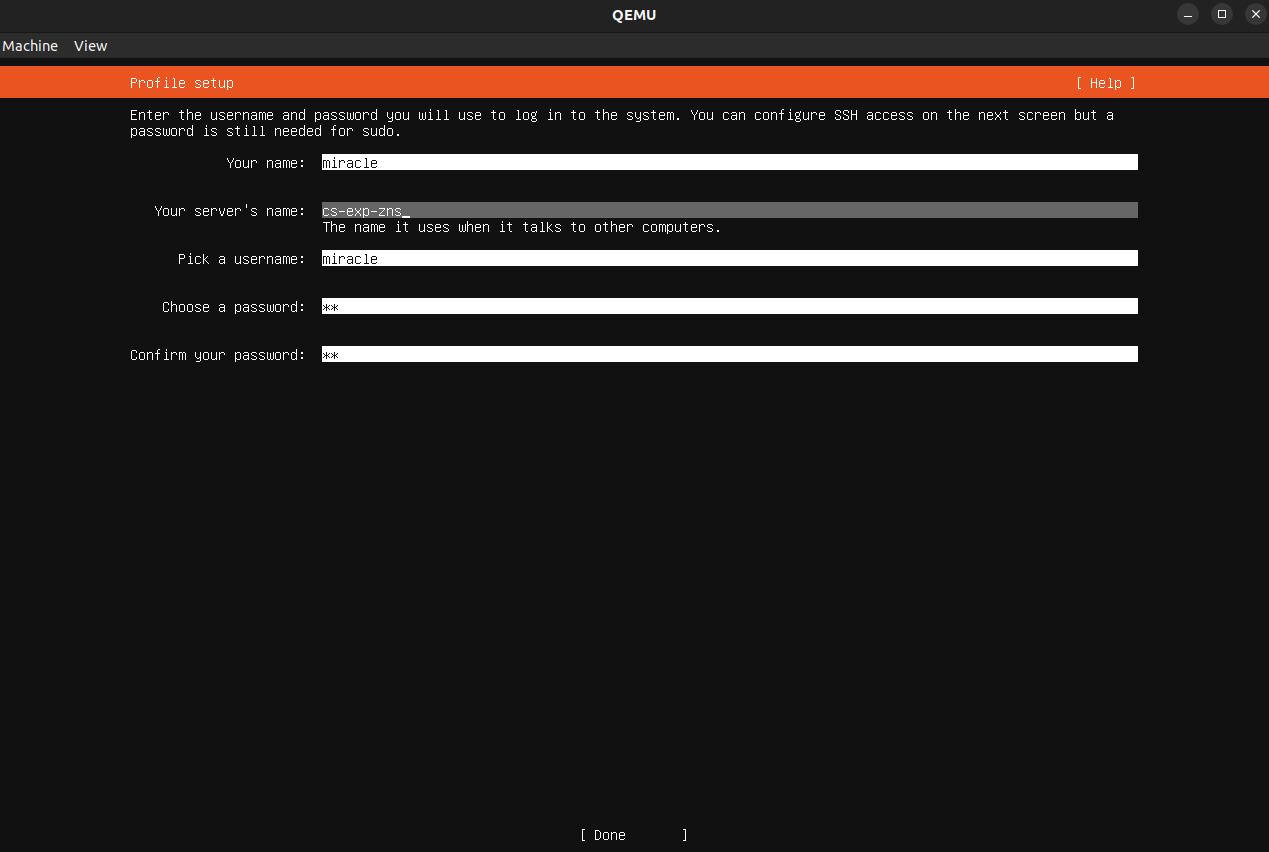 QEMU
Machine View
Profile setup [ Help ]
Enter the username and password you will use to log in to the system. You can configure SSH access on the next screen but a
password is still needed for sudo.
Your name: miracle
Your server's name: cs-exp-zns_
The name it uses when it talks to other computers.
Pick a username: miracle
Choose a password: **
Confirm your password: **
[ Done ]